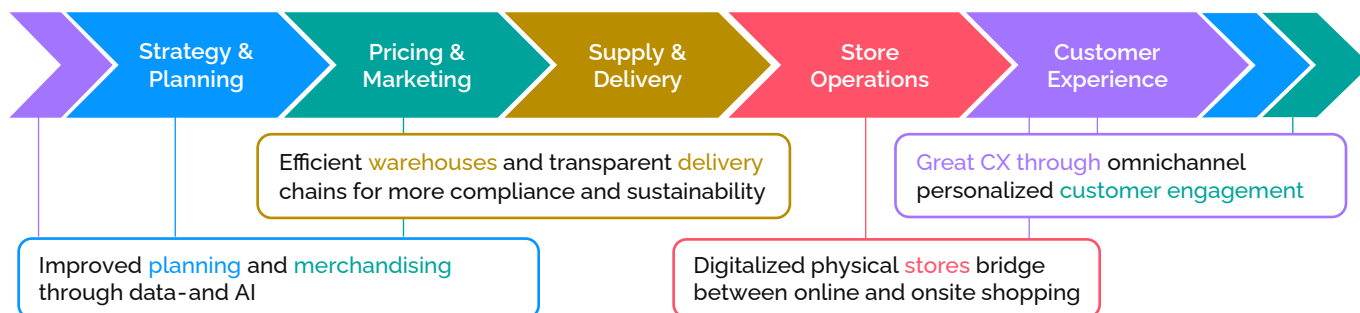 Strategy &
Planning
Pricing &
Marketing
Supply &
Delivery
Store
Operations
Customer
Experience
Efficient warehouses and transparent delivery
chains for more compliance and sustainability
Great CX through omnichannel
personalized customer engagement
Improved planning and merchandising
through data-and AI
Digitalized physical stores bridge
between online and onsite shopping